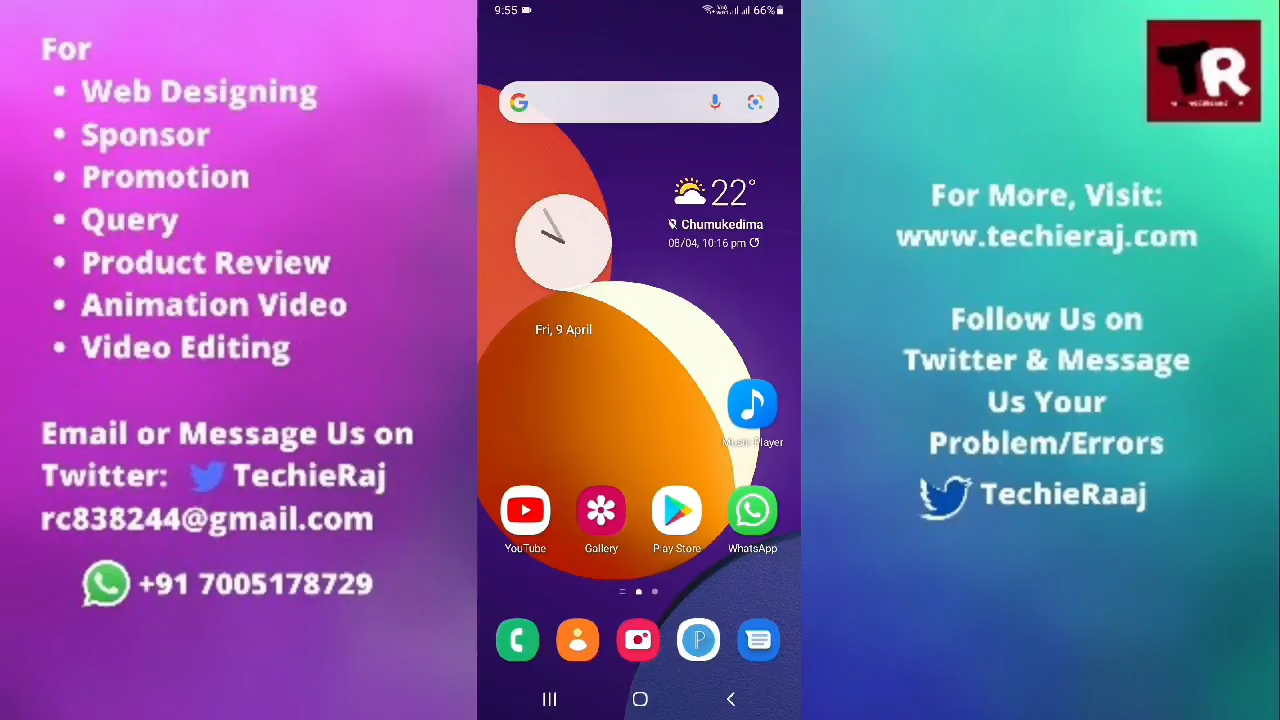 For
• Web Designing
• Sponsor
• Promotion
• Query
• Product Review
• Animation Video
• Video Editing
Email or Message Us on
Twitter: TechieRaj
rc838244@gmail.com
+91 7005178729
9:55
66%
22°
Chumukedima
08/04, 10:16 pm
Fri, 9 April
Music Player
YouTube
Gallery
Play Store
WhatsApp
TR
For More, Visit:
www.techieraj.com
Follow Us on
Twitter & Message
Us Your
Problem/Errors
TechieRaaj